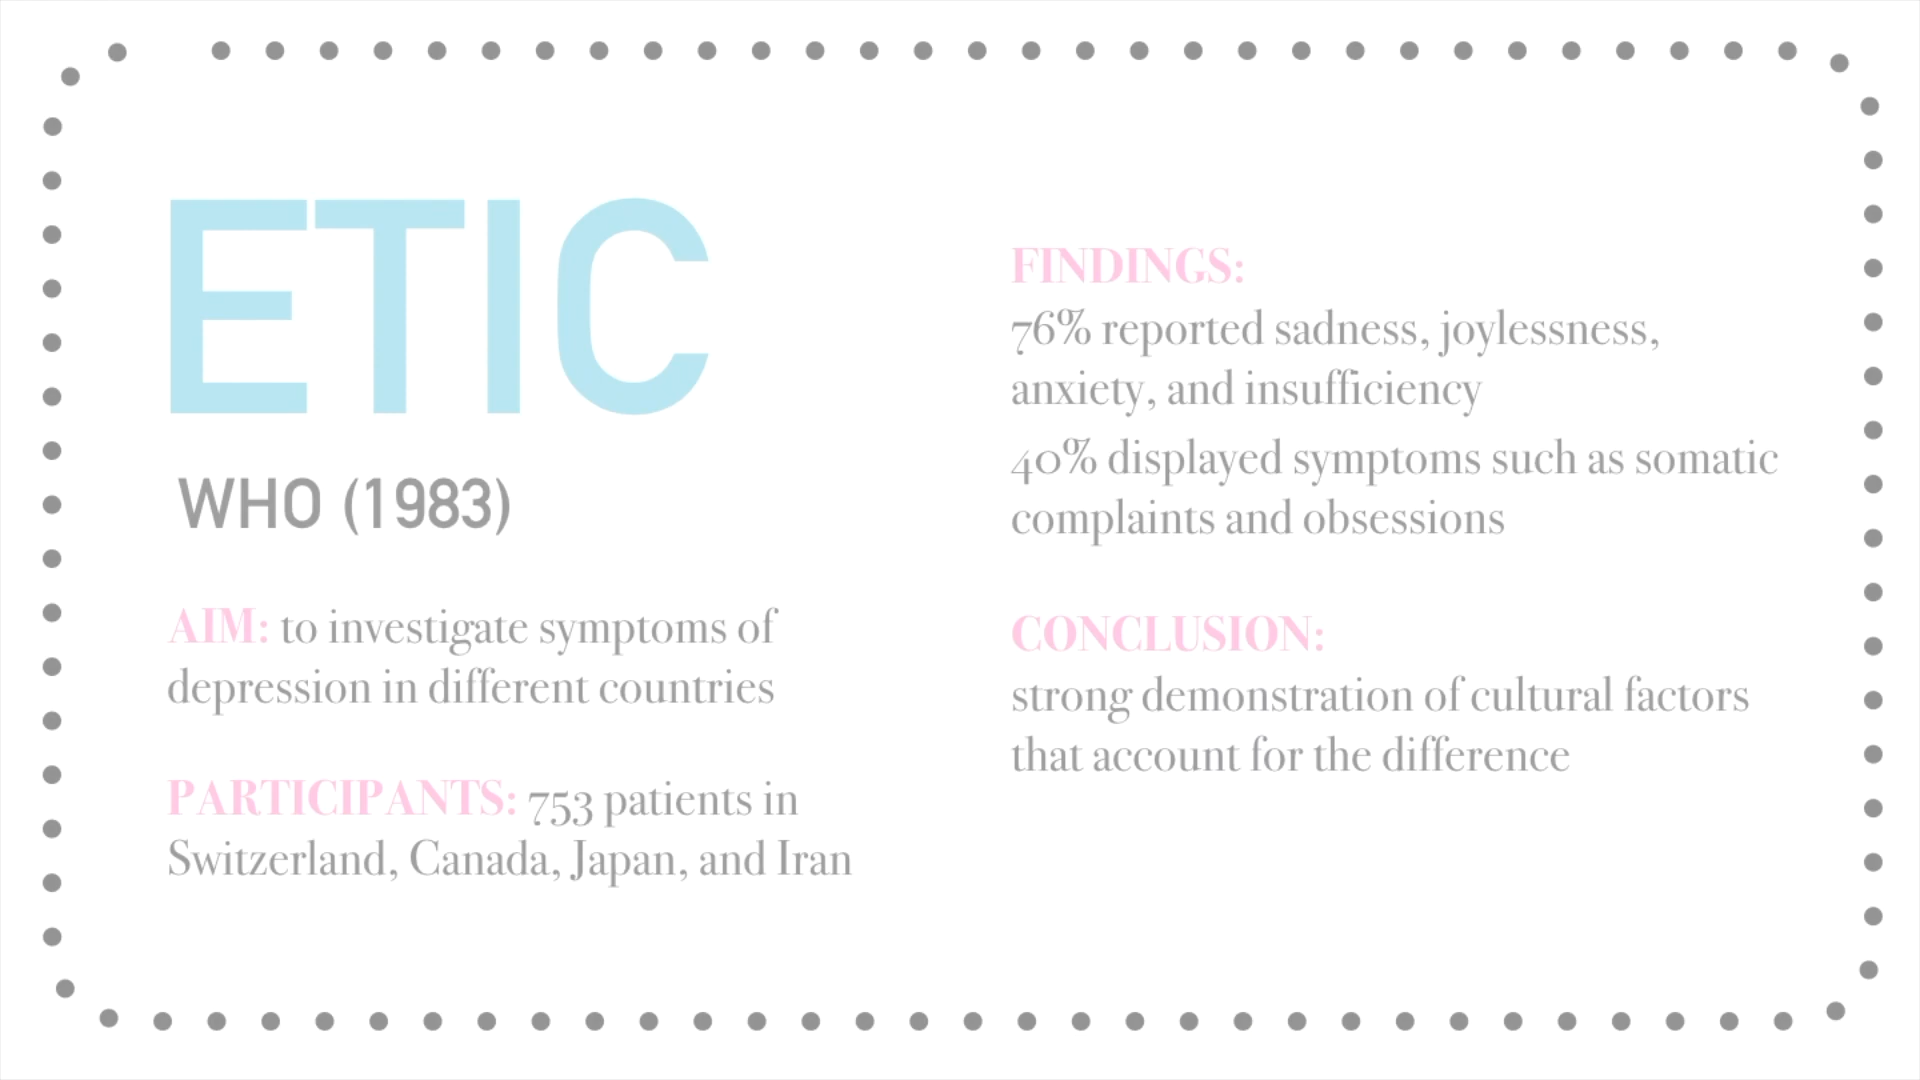 ETIC
WHO (1983)
AIM: to investigate symptoms of
depression in different countries
PARTICIPANTS: 753 patients in
Switzerland, Canada, Japan, and Iran
FINDINGS:
76% reported sadness, joylessness,
anxiety, and insufficiency
40% displayed symptoms such as somatic
complaints and obsessions
CONCLUSION:
strong demonstration of cultural factors
that account for the difference